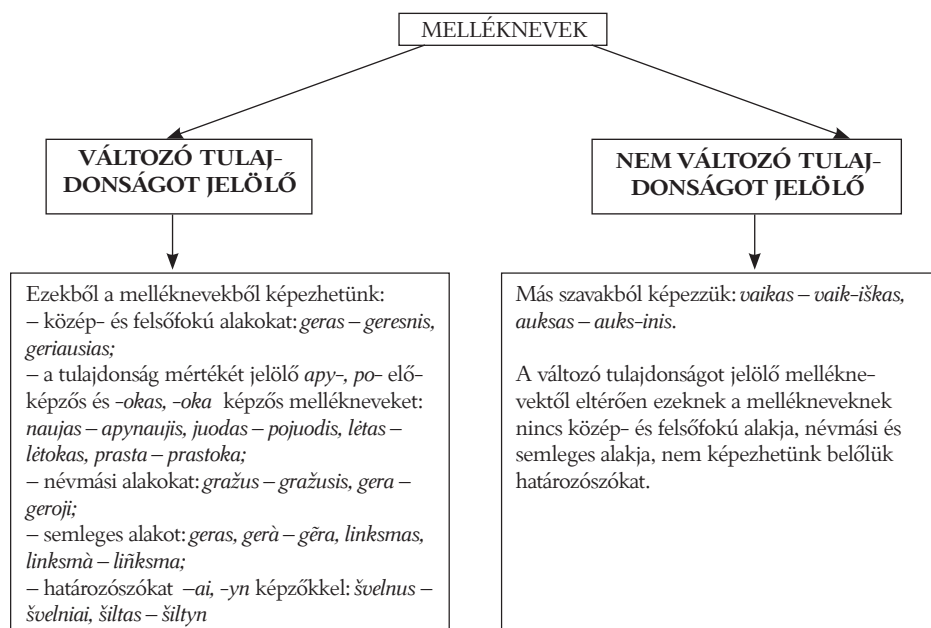 MELLÉKNEVEK
VÁLTOZÓ TULAJ-
DONSÁGOT JELÖLŐ
Ezekből a melléknevekből képezhetünk:
– közép- és felsőfokú alakokat: geras – geresnis,
geriausias;
– a tulajdonság mértékét jelölő apy-, po- elő-
képzős és -okas, -oka képzős mellékneveket:
naujas – apynaujis, juodas – pojuodis, lėtas –
lėtokas, prasta – prastoka;
– névmási alakokat: gražus – gražusis, gera –
geroji;
– semleges alakot: geras, gerà – gẽra, linksmas,
linksmà – liñksma;
– határozószókat –ai, -yn képzőkkel: švelnus –
švelniai, šiltas – šiltyn
NEM VÁLTOZÓ TULAJ-
DONSÁGOT JELÖLŐ
Más szavakból képezzük: vaikas – vaik-iškas,
auksas – auks-inis.
A változó tulajdonságot jelölő mellékne-
vektől eltérően ezeknek a mellékneveknek
nincs közép- és felsőfokú alakja, névmási és
semleges alakja, nem képezhetünk belőlük
határozószókat.